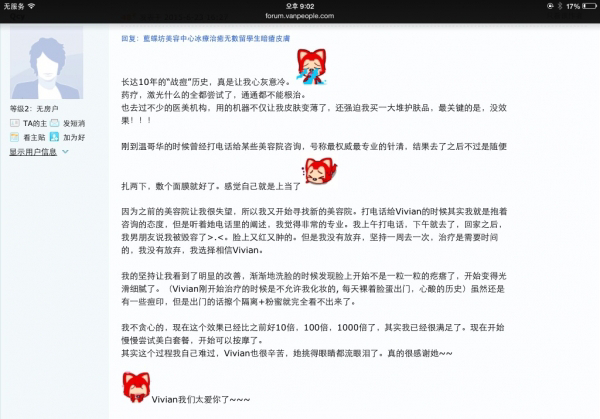 无服务 오후 9:02 17%
forum.vanpeople.com
回复：藍蝶坊美容中心冰療治癒无数留學生暗瘡皮膚
长达10年的"战痘"历史，真是让我心灰意冷。
药疗，激光什么的全都尝试了，通通都不能根治。
也去过不少的医美机构，用的机器不仅让我皮肤变薄了，还强迫我买一大堆护肤品，最关键的是，没效
果！！！
等级2：无房户
TA的主 发短消
看主贴 加为好
显示用户信息
刚到温哥华的时候曾经打电话给某些美容院咨询，号称最权威最专业的针清，结果去了之后不过是随便
扎两下，敷个面膜就好了。感觉自己就是上当了
因为之前的美容院让我很失望，所以我又开始寻找新的美容院。打电话给Vivian的时候其实我就是抱着
咨询的态度，但是听着她电话里的阐述，我觉得非常的专业。我上午打电话，下午就去了，回家之后，
我男朋友说我被毁容了>.<。脸上又红又肿的。但是我没有放弃，坚持一周去一次，治疗是需要时间
的，我没有放弃，我选择相信Vivian。
我的坚持让我看到了明显的改善，渐渐地洗脸的时候发现脸上开始不是一粒一粒的疙瘩了，开始变得光
滑细腻了。（Vivian刚开始治疗的时候是不允许我化妆的, 每天裸着脸蛋出门，心酸的历史）虽然还是
有一些痘印，但是出门的话擦个隔离+粉蜜就完全看不出来了。
我不贪心的，现在这个效果已经比之前好10倍，100倍，1000倍了，其实我已经很满足了。现在开始
慢慢尝试美白套餐，开始可以按摩了。
其实这个过程我自己难过，Vivian也很辛苦，她挑得眼睛都流眼泪了。真的很感谢她~~
Vivian我们太爱你了~~~